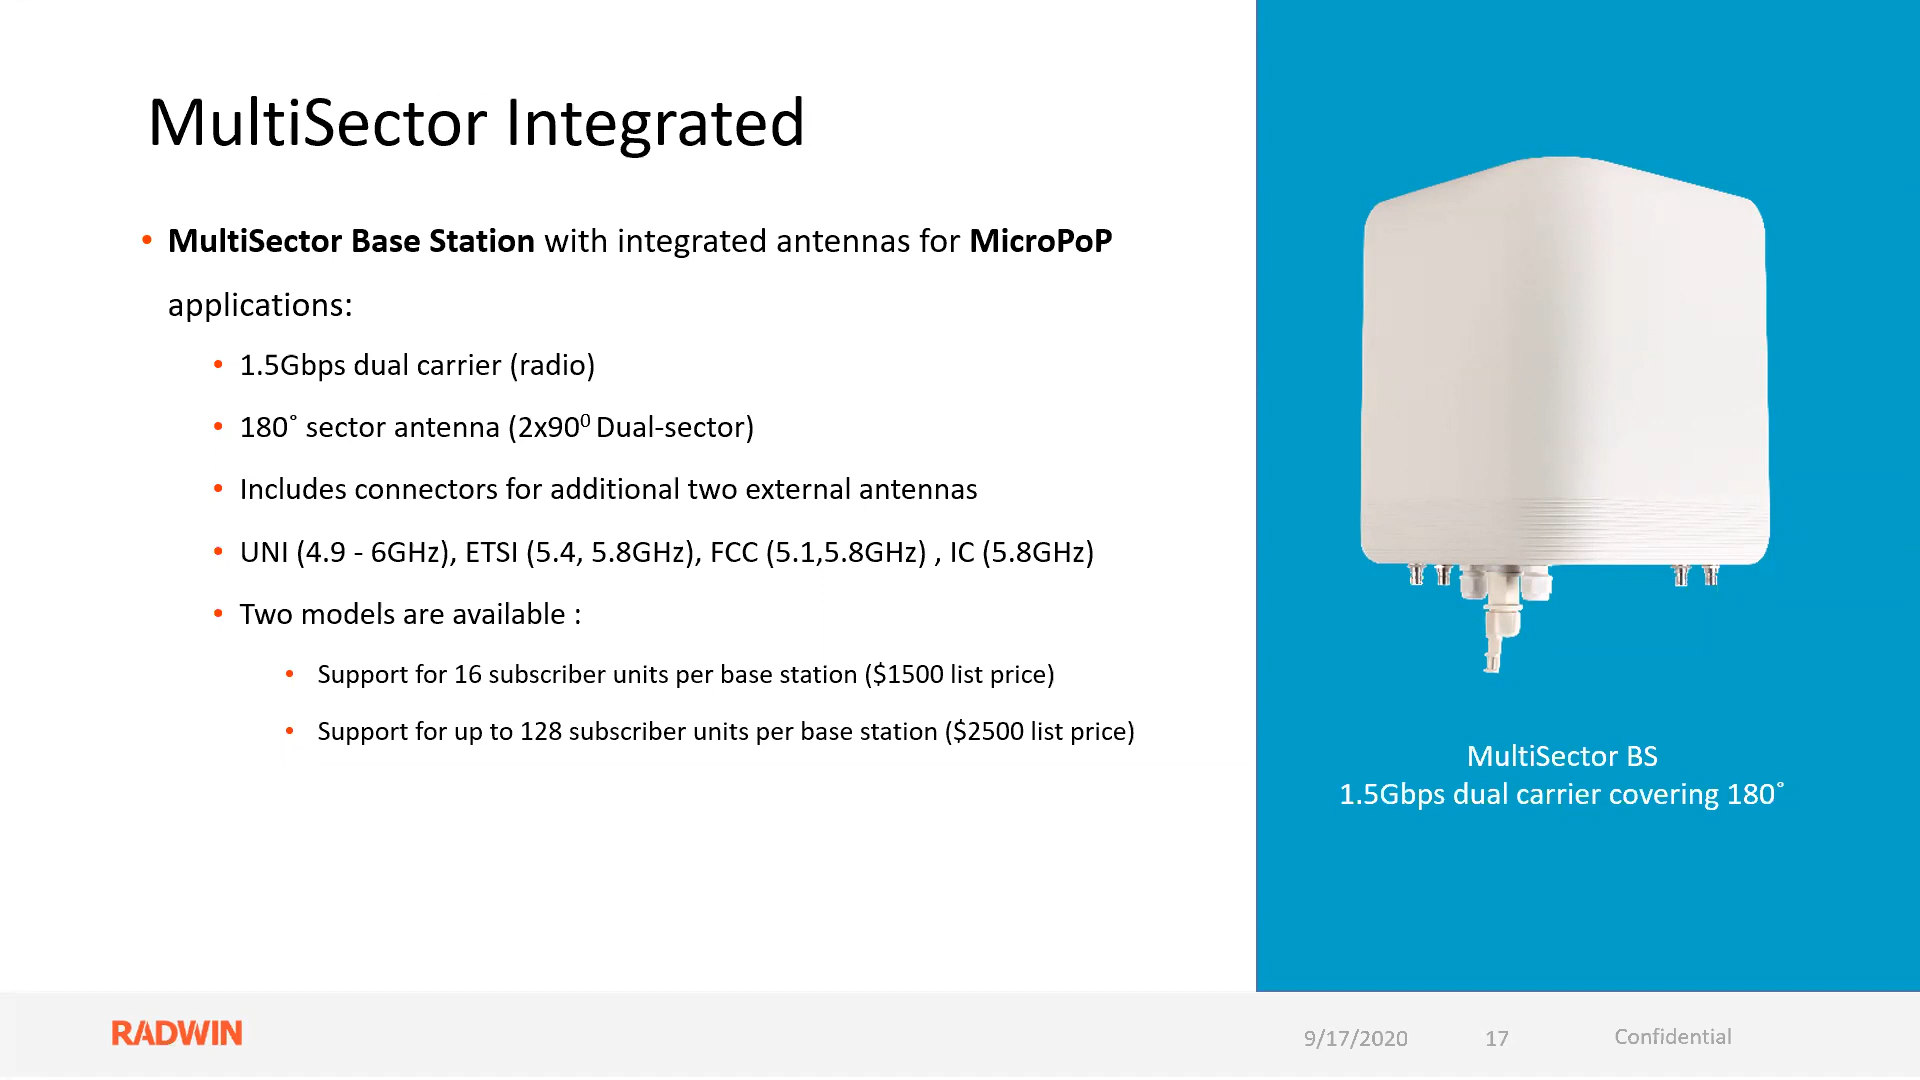 MultiSector Integrated
• MultiSector Base Station with integrated antennas for MicroPoP
applications:
• 1.5Gbps dual carrier (radio)
• 180˚ sector antenna (2x90⁰ Dual-sector)
• Includes connectors for additional two external antennas
• UNI (4.9 - 6GHz), ETSI (5.4, 5.8GHz), FCC (5.1,5.8GHz) , IC (5.8GHz)
• Two models are available :
• Support for 16 subscriber units per base station ($1500 list price)
• Support for up to 128 subscriber units per base station ($2500 list price)
MultiSector BS
1.5Gbps dual carrier covering 180˚
RADWIN
9/17/2020
17
Confidential